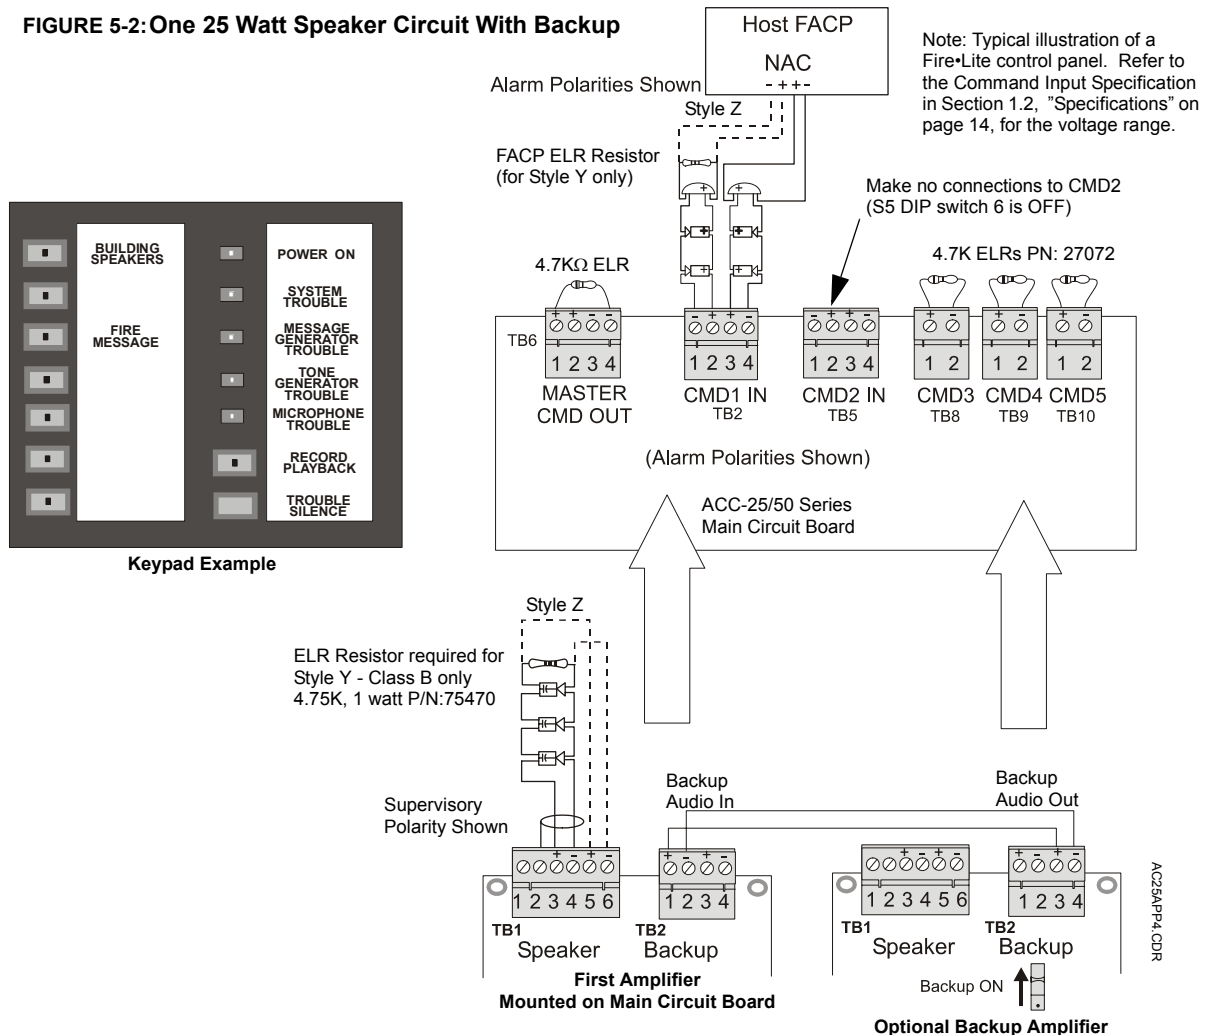 FIGURE 5-2: One 25 Watt Speaker Circuit With Backup
Host FACP
NAC
- + + -
Alarm Polarities Shown
Note: Typical illustration of a
Fire•Lite control panel. Refer to
the Command Input Specification
in Section 1.2, ”Specifications” on
page 14, for the voltage range.
Style Z
FACP ELR Resistor
(for Style Y only)
Make no connections to CMD2
(S5 DIP switch 6 is OFF)
4.7KΩ ELR
4.7K ELRs PN: 27072
BUILDING
SPEAKERS
FIRE
MESSAGE
POWER ON
SYSTEM
TROUBLE
MESSAGE
GENERATOR
TROUBLE
TONE
GENERATOR
TROUBLE
MICROPHONE
TROUBLE
RECORD
PLAYBACK
TROUBLE
SILENCE
Keypad Example
+ + - -
- + + -
- + + -
+ -
+ -
+ -
TB6
1 2 3 4
1 2 3 4
1 2 3 4
1 2
1 2
1 2
MASTER
CMD OUT
CMD1 IN
TB2
CMD2 IN
TB5
CMD3
TB8
CMD4
TB9
CMD5
TB10
(Alarm Polarities Shown)
ACC-25/50 Series
Main Circuit Board
Style Z
ELR Resistor required for
Style Y - Class B only
4.75K, 1 watt P/N:75470
Supervisory
Polarity Shown
Backup
Audio In
Backup
Audio Out
+ - + -
+ - + -
+ - + -
+ - + -
1 2 3 4 5 6
1 2 3 4
1 2 3 4 5 6
1 2 3 4
TB1
Speaker
TB2
Backup
TB1
Speaker
TB2
Backup
First Amplifier
Mounted on Main Circuit Board
Backup ON
Optional Backup Amplifier
AC25APP4.CDR